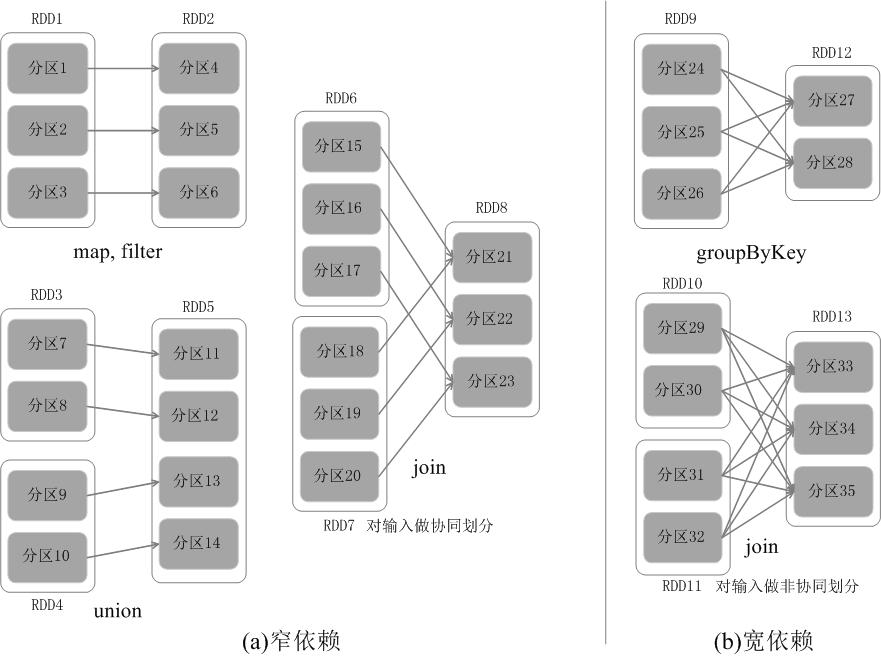 RDD1
RDD2
分区1
分区4
分区2
分区5
分区3
分区6
map, filter
RDD3
RDD5
分区7
分区11
分区8
分区12
分区9
分区13
分区10
分区14
RDD4
union
RDD6
分区15
分区16
分区17
RDD8
分区21
分区22
分区23
分区18
分区19
分区20
join
RDD7 对输入做协同划分
(a)窄依赖
RDD9
RDD12
分区24
分区27
分区25
分区28
分区26
groupByKey
RDD10
RDD13
分区29
分区33
分区30
分区34
分区31
分区35
分区32
join
RDD11 对输入做非协同划分
(b)宽依赖